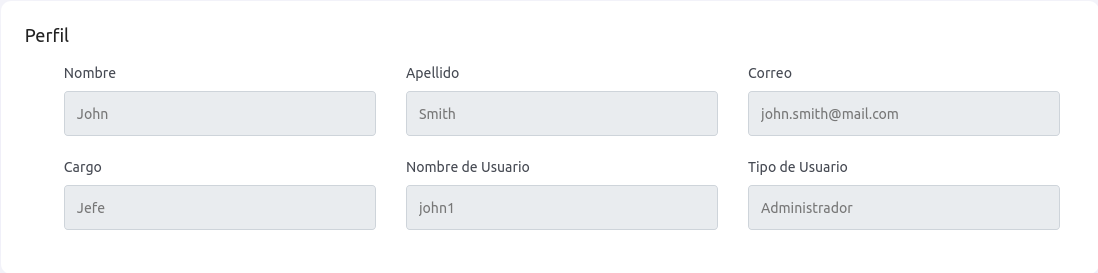 Perfil
Nombre Apellido Correo
John Smith john.smith@mail.com
Cargo Nombre de Usuario Tipo de Usuario
Jefe john1 Administrador